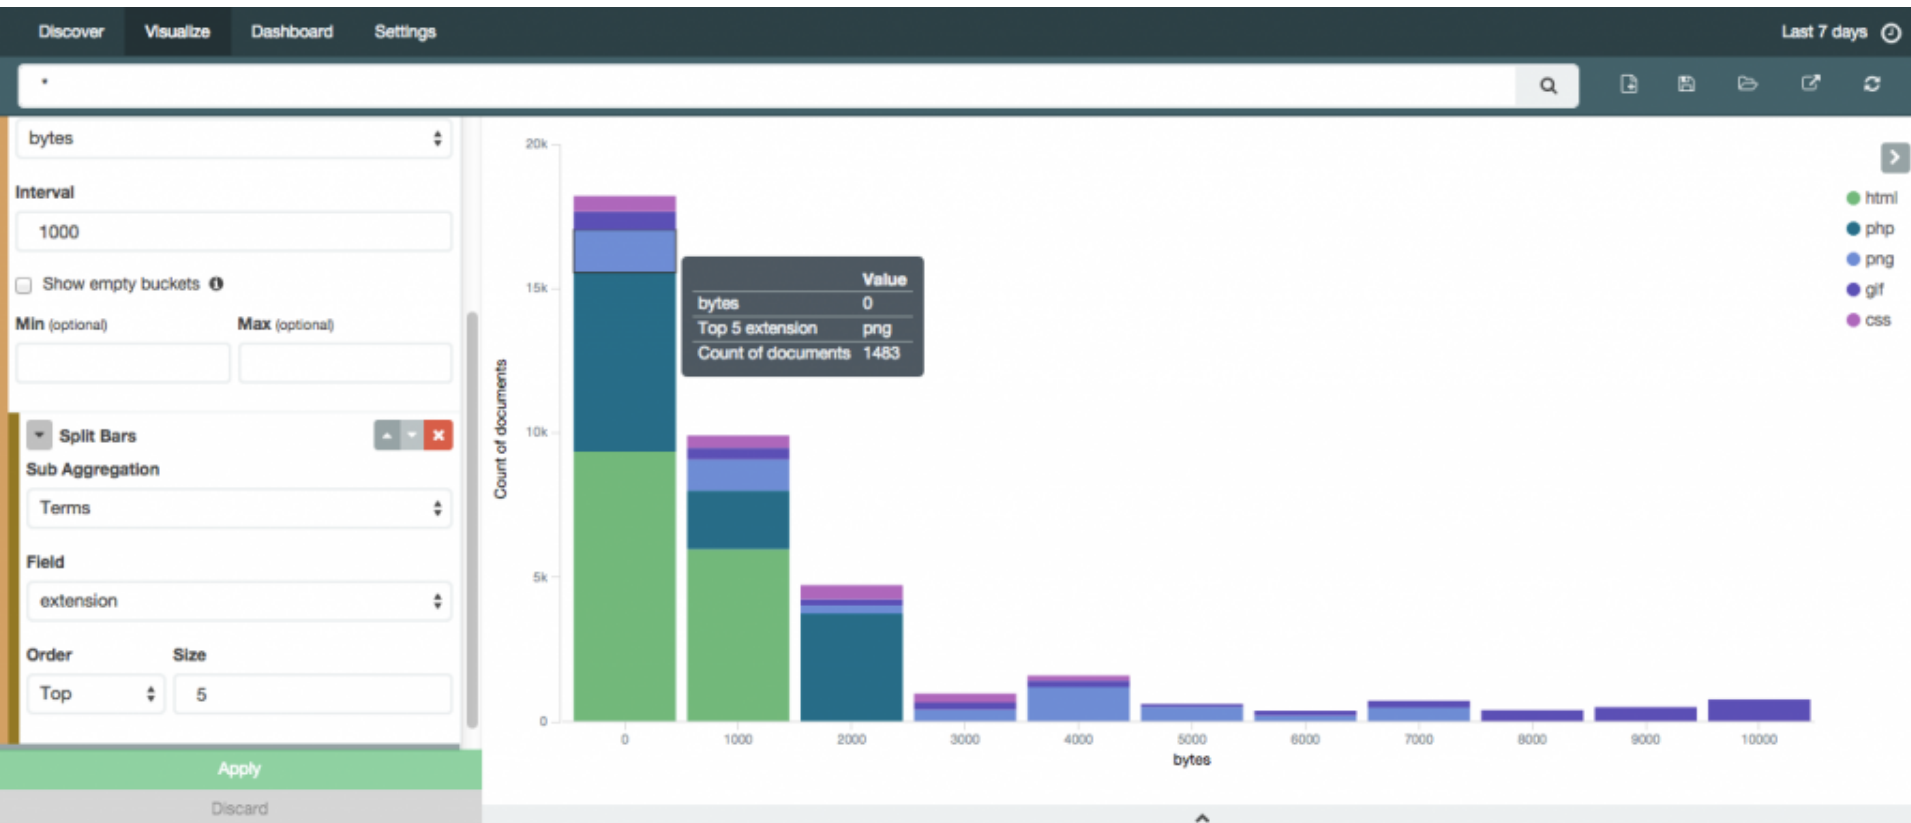 Discover Visualize Dashboard Settings Last 7 days
*
bytes
Interval
1000
Show empty buckets
Min (optional) Max (optional)
Split Bars
Sub Aggregation
Terms
Field
extension
Order Size
Top 5
Apply
Discard
20k
15k
10k
5k
0
Count of documents
Value
bytes 0
Top 5 extension png
Count of documents 1483
0 1000 2000 3000 4000 5000 6000 7000 8000 9000 10000
bytes
html
php
png
gif
css